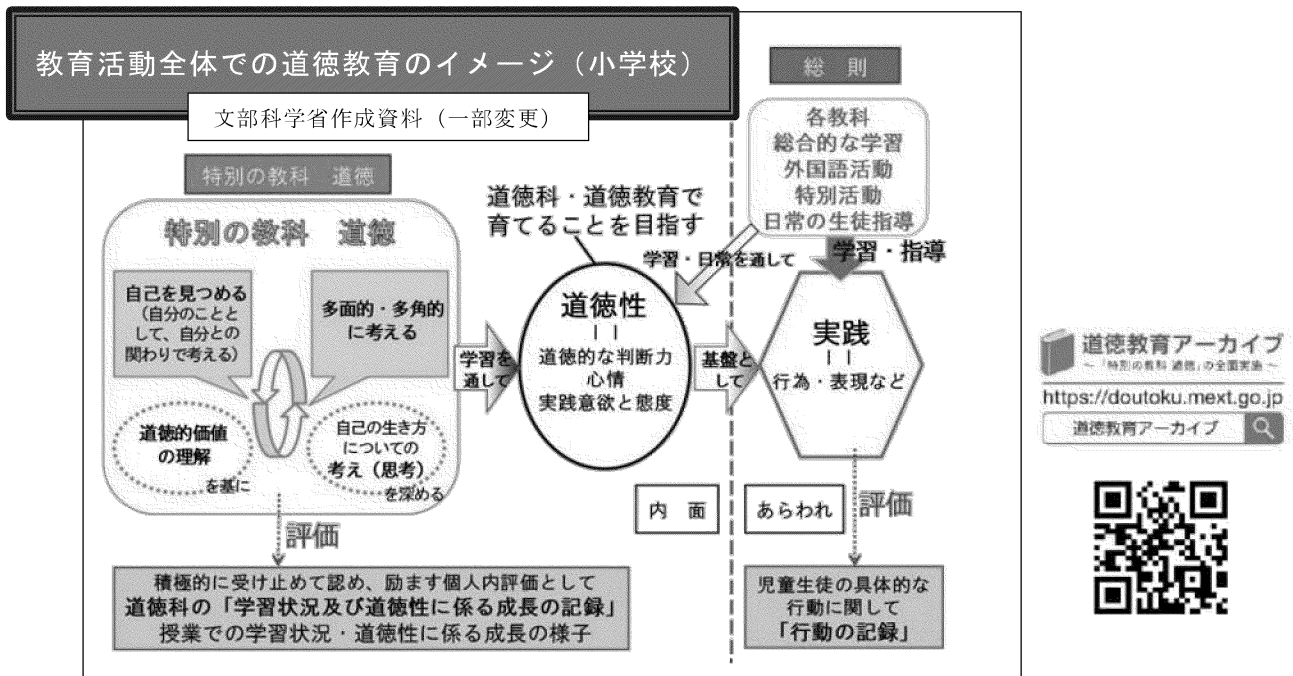 教育活動全体での道徳教育のイメージ（小学校）
文部科学省作成資料（一部変更）
特別の教科　道徳
特別の教科　道徳
自己を見つめる
（自分のことと
して、自分との
関わりで考える）
多面的・多角的
に考える
道徳的価値
の理解
を基に
自己の生き方
についての
考え（思考）
を深める
学習を
通して
道徳科・道徳教育で
育てることを目指す
道徳性
道徳的な判断力
心情
実践意欲と態度
総　則
各教科
総合的な学習
外国語活動
特別活動
日常の生徒指導
学習・日常を通して
学習・指導
基盤と
して
実践
行為・表現など
内　面
あらわれ
評価
積極的に受け止めて認め、励ます個人内評価として
道徳科の「学習状況及び道徳性に係る成長の記録」
授業での学習状況・道徳性に係る成長の様子
評価
児童生徒の具体的な
行動に関して
「行動の記録」
道徳教育アーカイブ
～「特別の教科 道徳」の全面実施～
https://doutoku.mext.go.jp
道徳教育アーカイブ